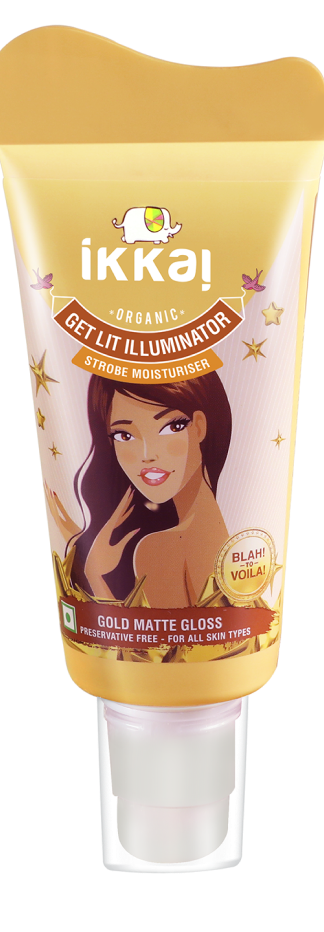 ikkai
*ORGANIC*
GET LIT ILLUMINATOR
STROBE MOISTURISER
BLAH!
-TO-
VOILA!
GOLD MATTE GLOSS
PRESERVATIVE FREE - FOR ALL SKIN TYPES